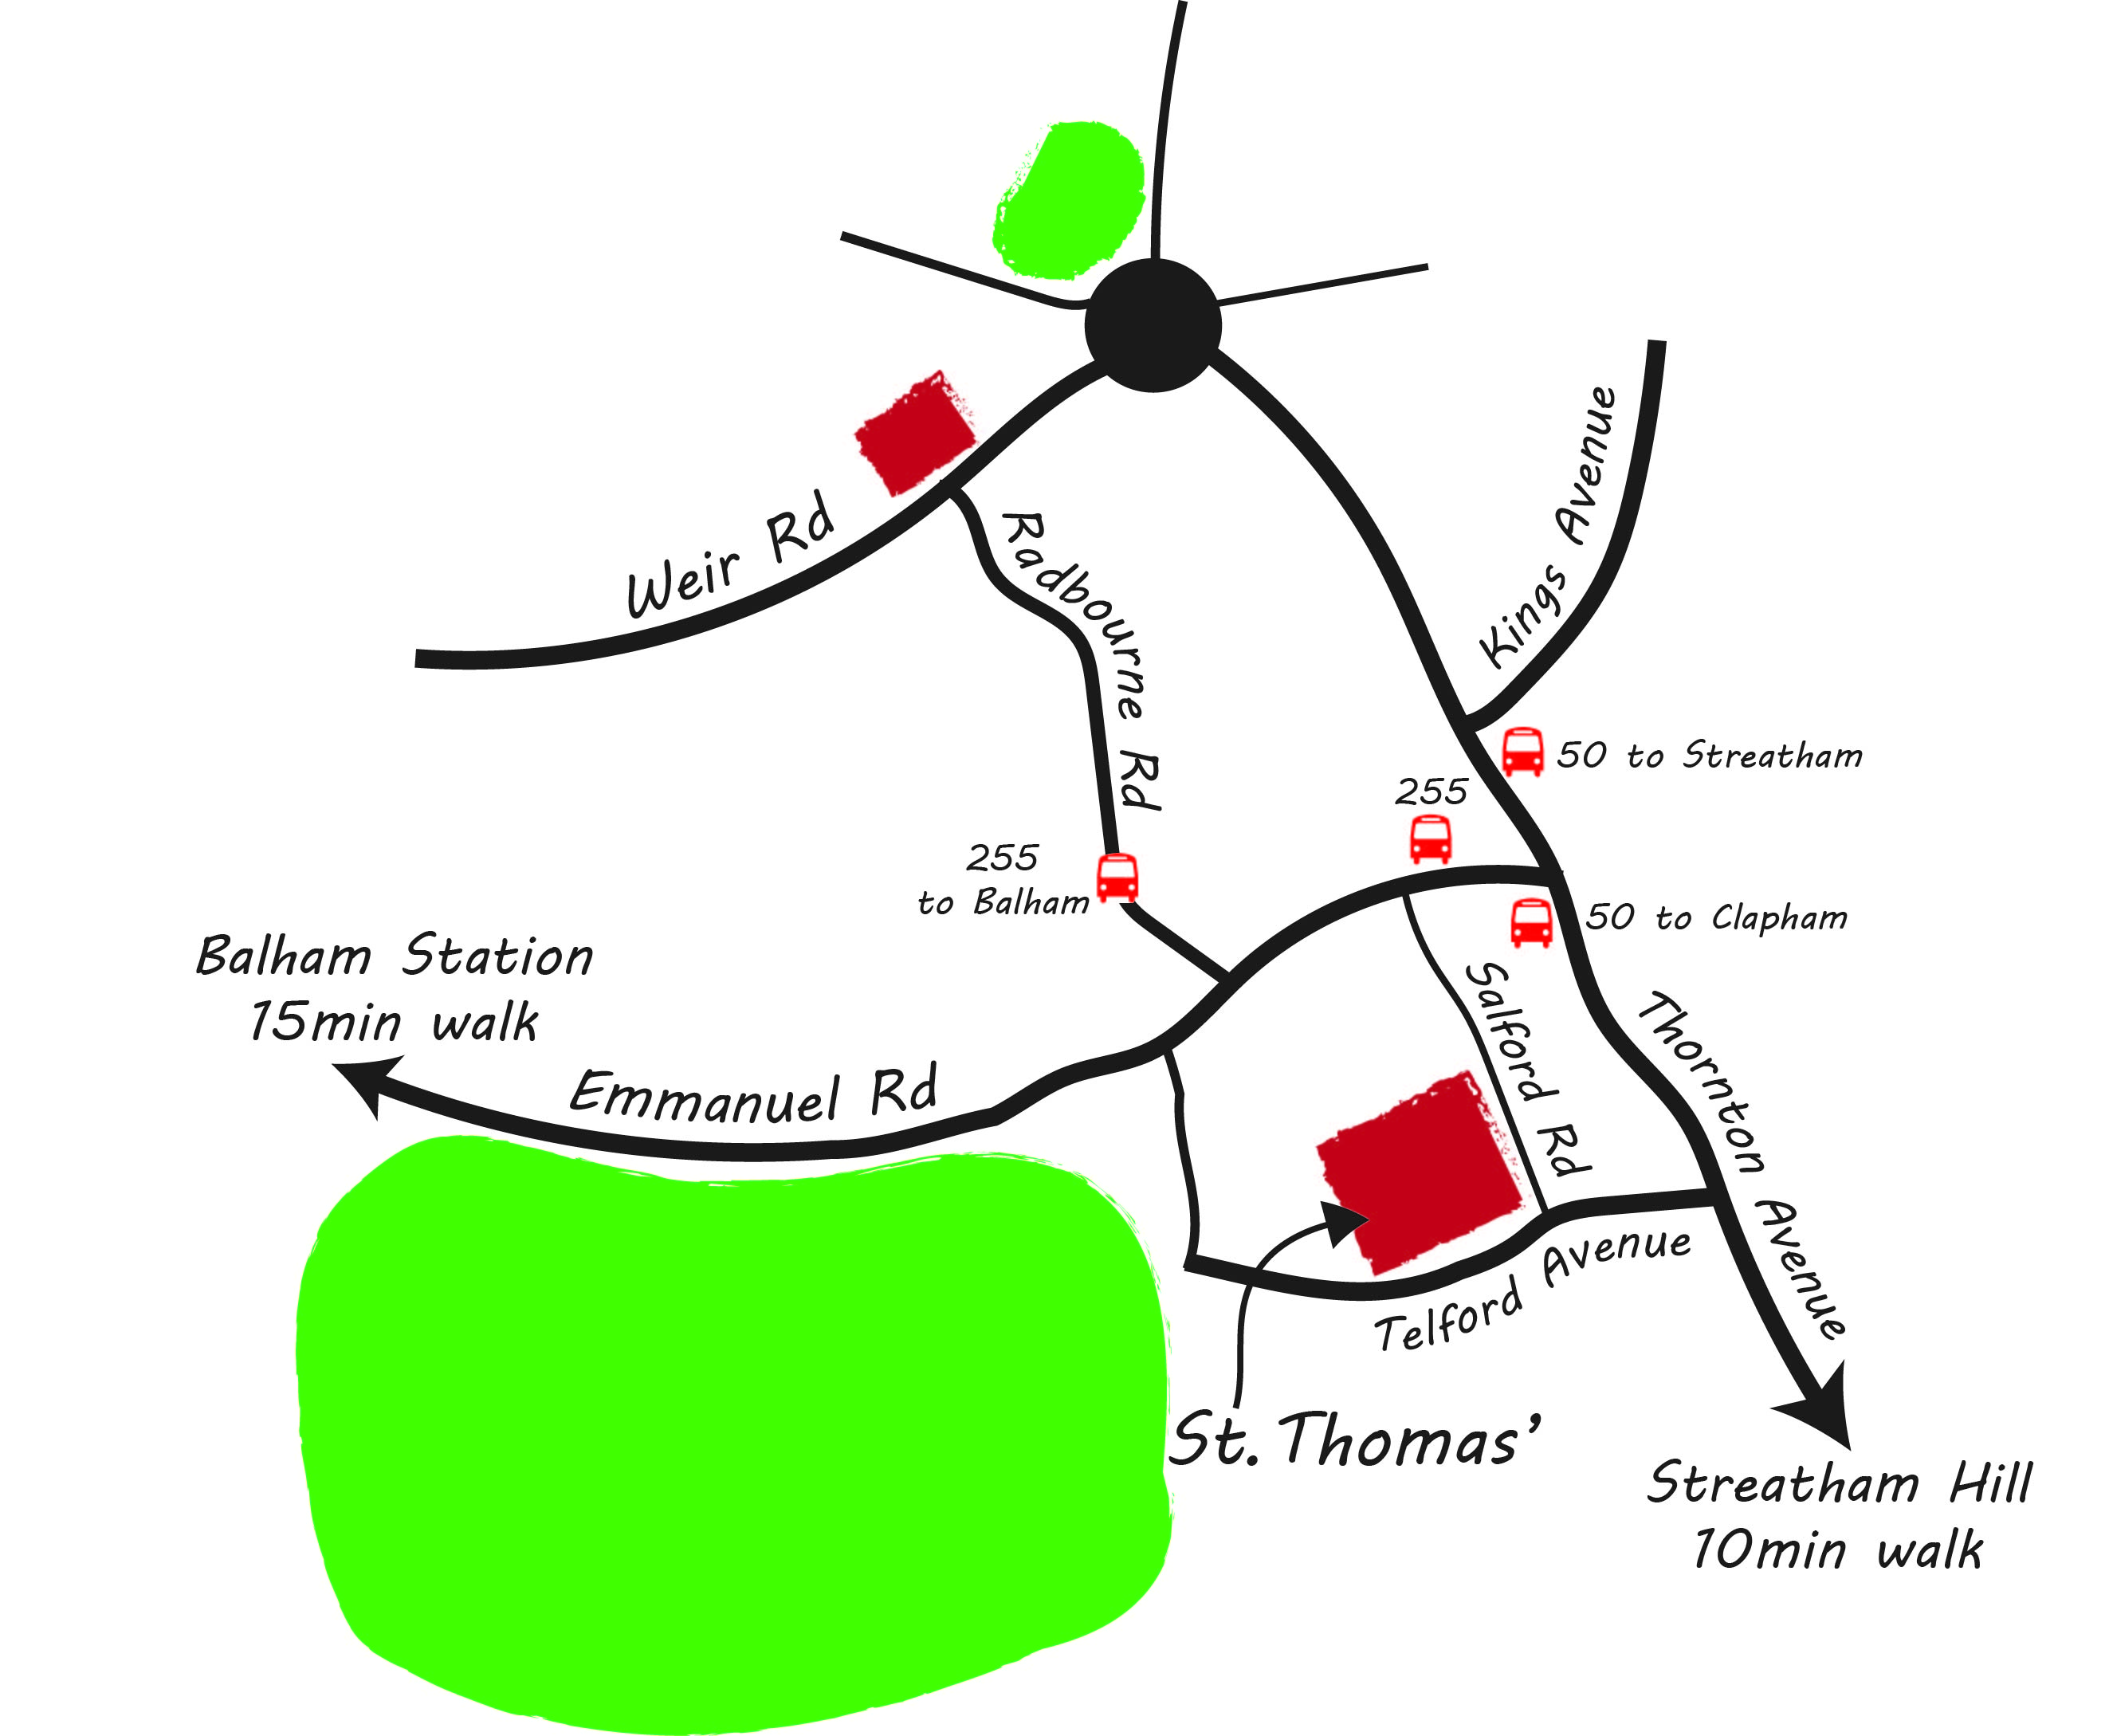 Weir Rd
Radbourne Rd
Kings Avenue
50 to Streatham
255
255
to Balham
50 to Clapham
Balham Station
15min walk
Emmanuel Rd
Salford Rd
Thornton Avenue
Telford Avenue
St. Thomas’
Streatham Hill
10min walk